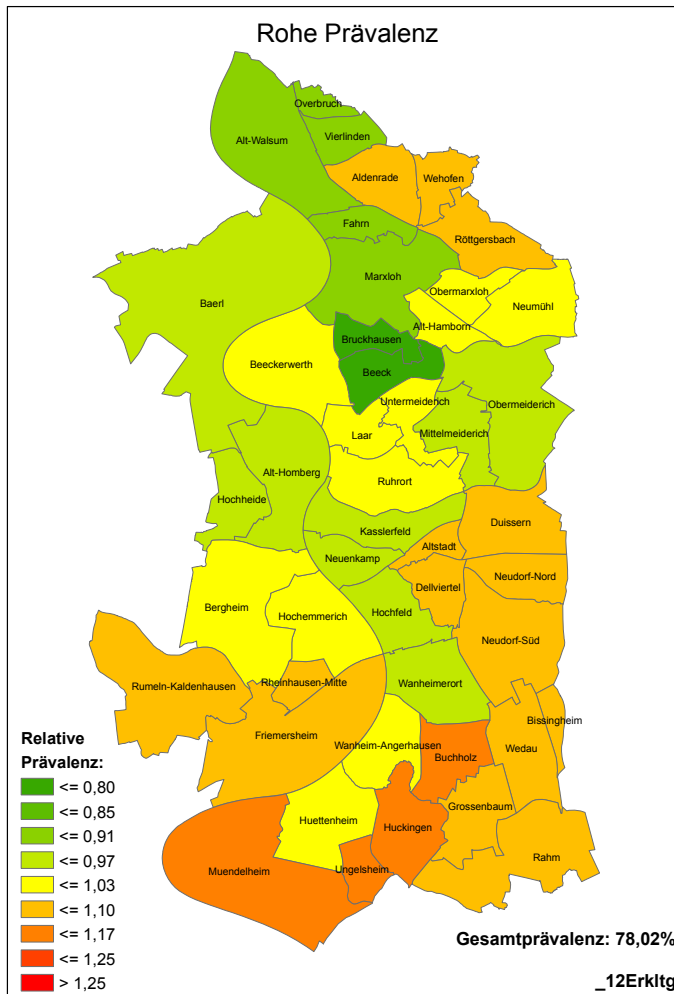 Rohe Prävalenz
Overbruch
Alt-Walsum
Vierlinden
Aldenrade
Wehofen
Fahrn
Röttgersbach
Marxloh
Obermarxloh
Baerl
Neumühl
Alt-Hamborn
Bruckhausen
Beeckerwerth
Beeck
Untermeiderich
Obermeiderich
Laar
Mittelmeiderich
Alt-Homberg
Ruhrort
Hochheide
Kasslerfeld
Duissern
Altstadt
Neuenkamp
Neudorf-Nord
Dellviertel
Bergheim
Hochemmerich
Hochfeld
Neudorf-Süd
Rumeln-Kaldenhausen
Rheinhausen-Mitte
Wanheimerort
Bissingheim
Friemersheim
Wanheim-Angerhausen
Wedau
Buchholz
Grossenbaum
Huettenheim
Huckingen
Rahm
Muendelheim
Ungelsheim
Relative
Prävalenz:
<= 0,80
<= 0,85
<= 0,91
<= 0,97
<= 1,03
<= 1,10
<= 1,17
<= 1,25
> 1,25
Gesamtprävalenz: 78,02%
_12Erkltg